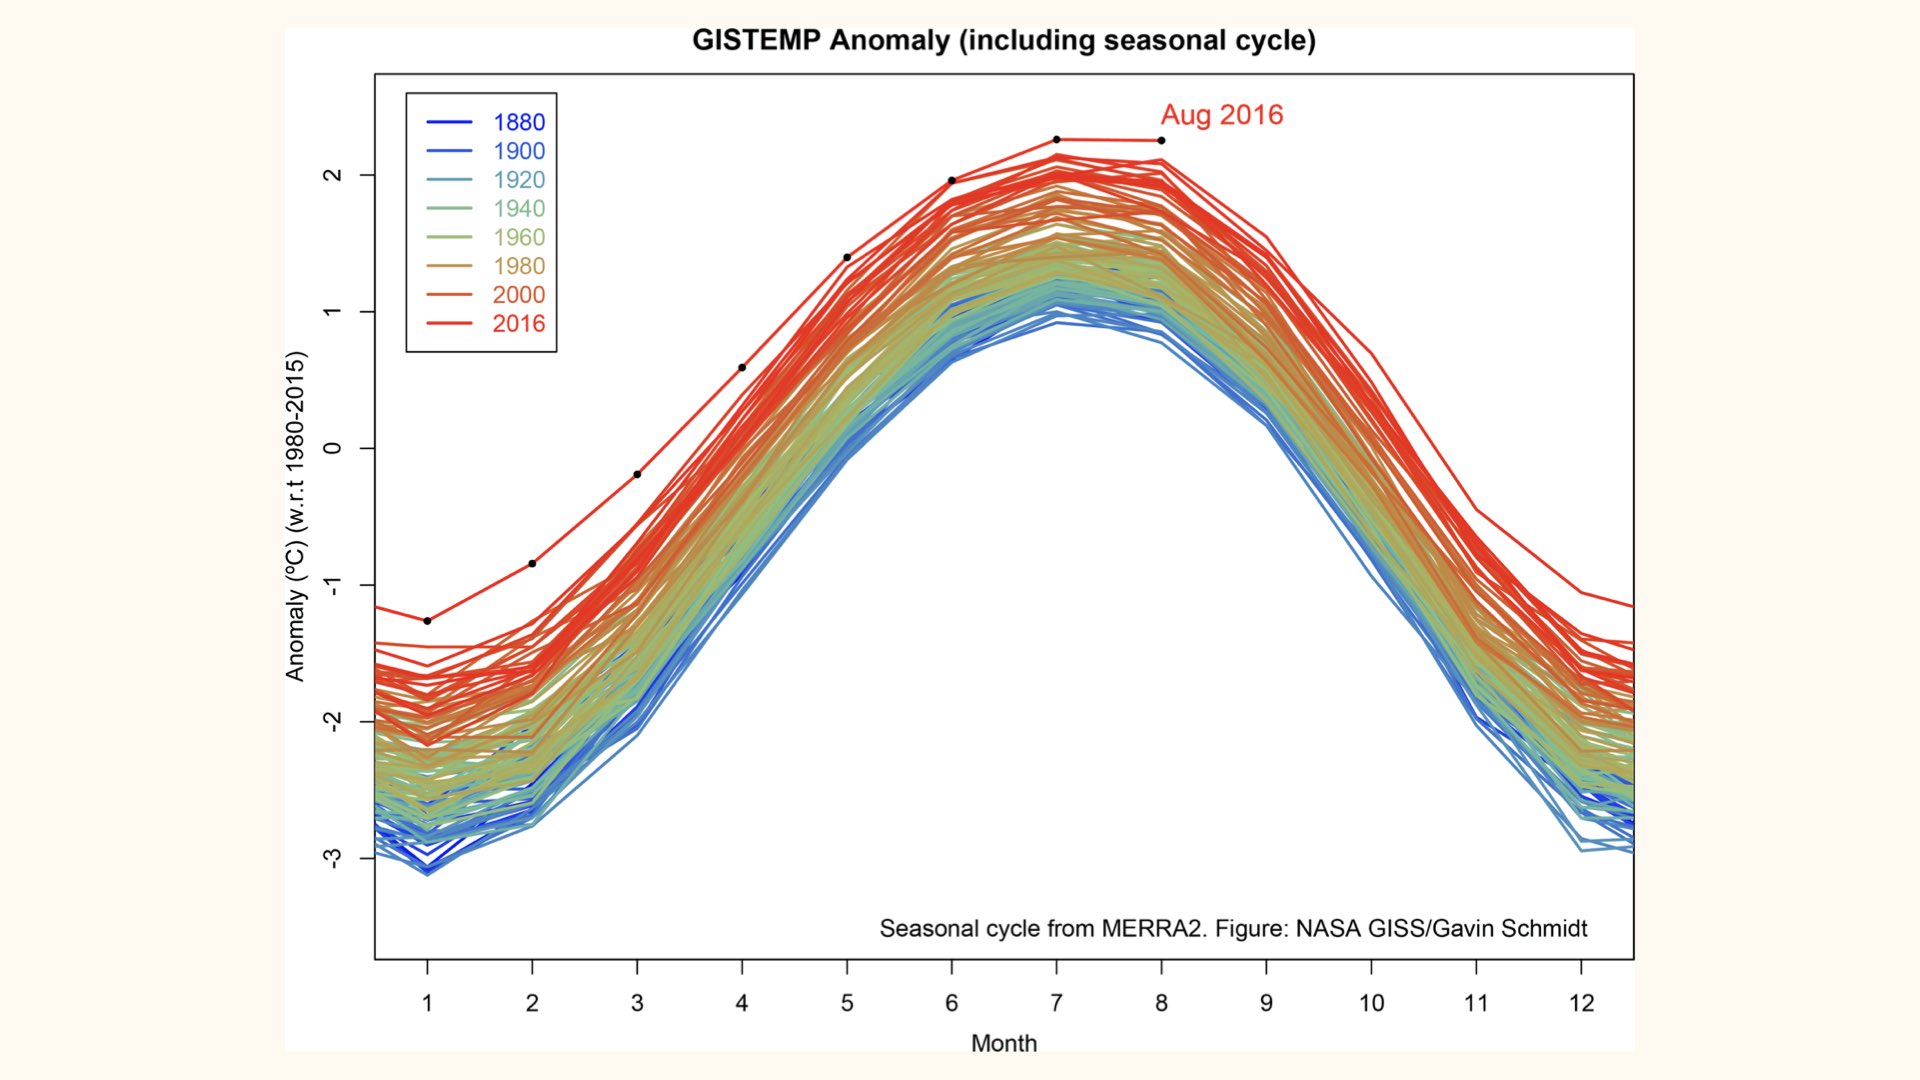 GISTEMP Anomaly (including seasonal cycle)
Aug 2016
1880
1900
1920
1940
1960
1980
2000
2016
Anomaly (ºC) (w.r.t 1980-2015)
2
1
0
-1
-2
-3
Seasonal cycle from MERRA2. Figure: NASA GISS/Gavin Schmidt
1 2 3 4 5 6 7 8 9 10 11 12
Month